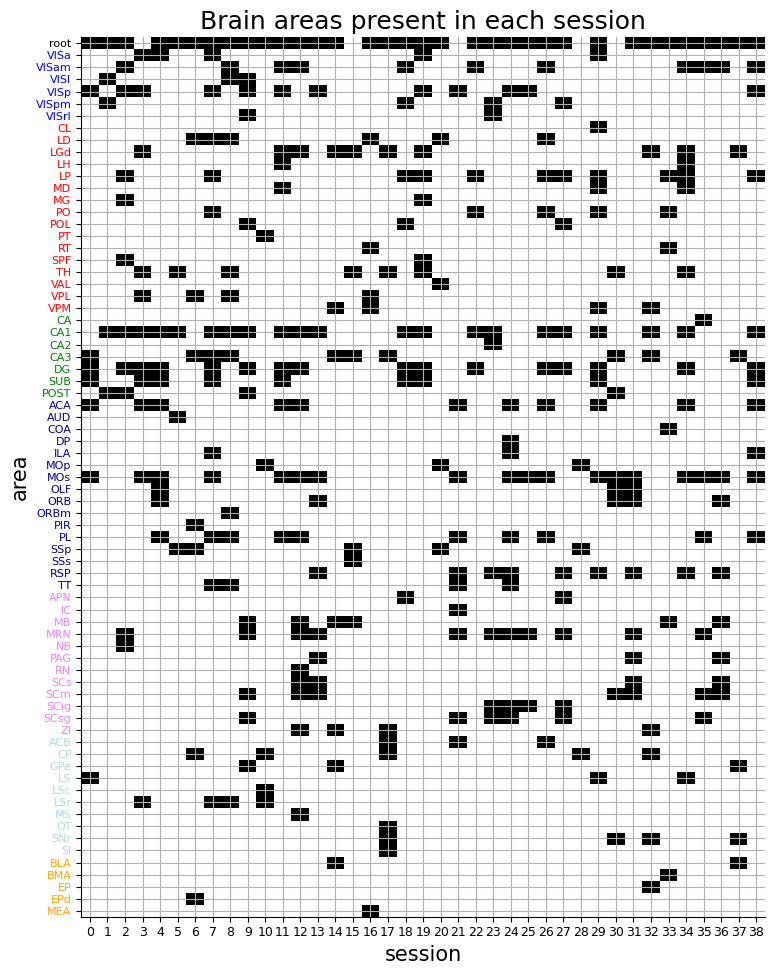 Brain areas present in each session
root
VISa
VISam
VISl
VISp
VISpm
VISrl
CL
LD
LGd
LH
LP
MD
MG
PO
POL
PT
RT
SPF
TH
VAL
VPL
VPM
CA
CA1
CA2
CA3
DG
SUB
POST
ACA
AUD
COA
DP
ILA
MOp
MOs
OLF
ORB
ORBm
PIR
PL
SSp
SSs
RSP
TT
APN
IC
MB
MRN
NB
PAG
RN
SCs
SCm
SCig
SCsg
ZI
ACB
CP
GPe
LS
LSc
LSr
MS
OT
SNr
SI
BLA
BMA
EP
EPd
MEA
area
0 1 2 3 4 5 6 7 8 9 10 11 12 13 14 15 16 17 18 19 20 21 22 23 24 25 26 27 28 29 30 31 32 33 34 35 36 37 38
session